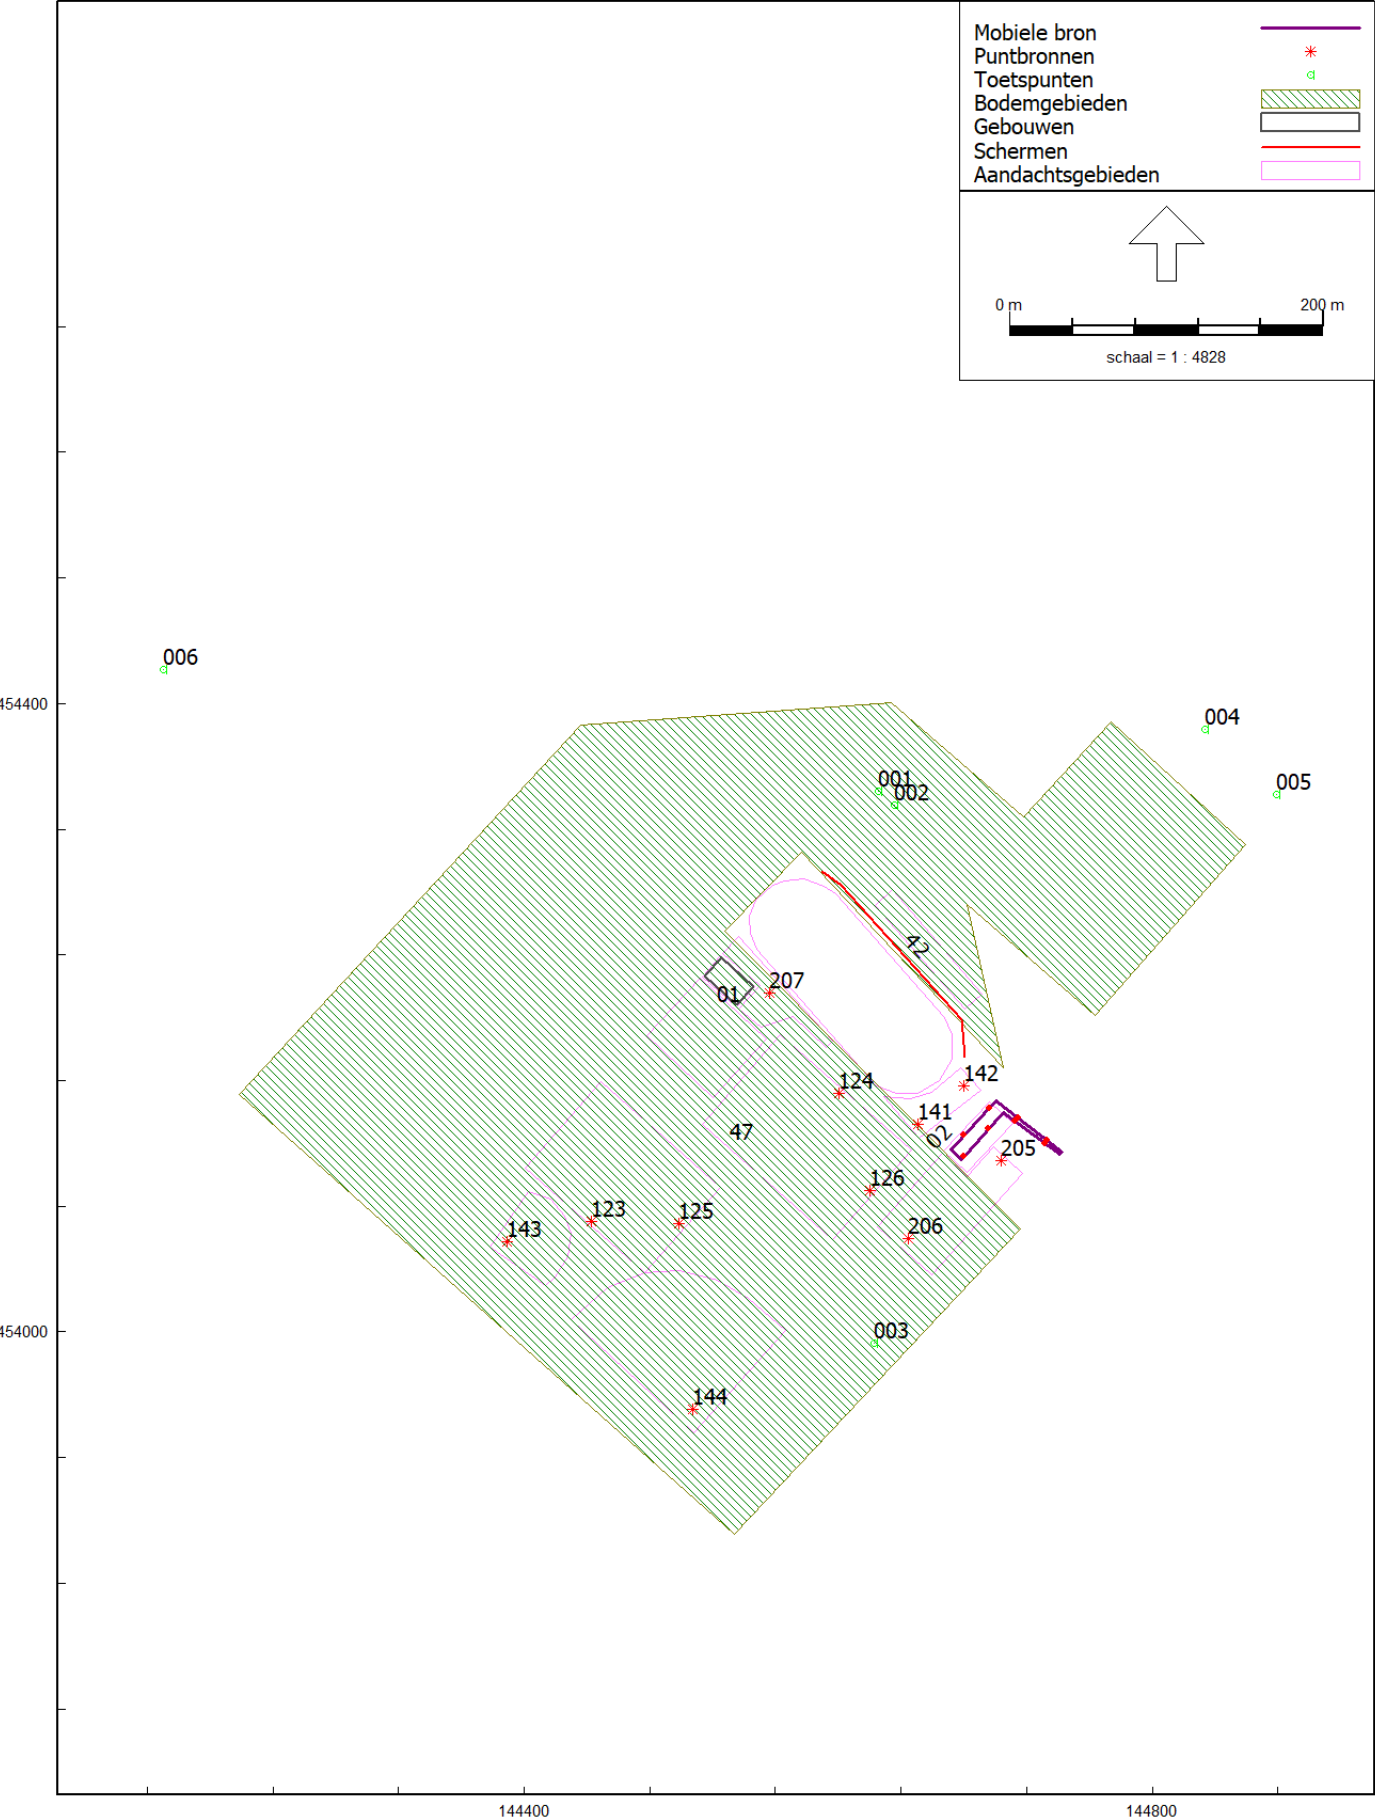 Mobiele bron
Puntbronnen
Toetspunten
Bodemgebieden
Gebouwen
Schermen
Aandachtsgebieden
0 m 200 m
schaal = 1 : 4828
006
454400
004
001
002
005
42
207
01
142
124
141
02
47
205
126
123
125
143
206
454000
003
144
144400 144800